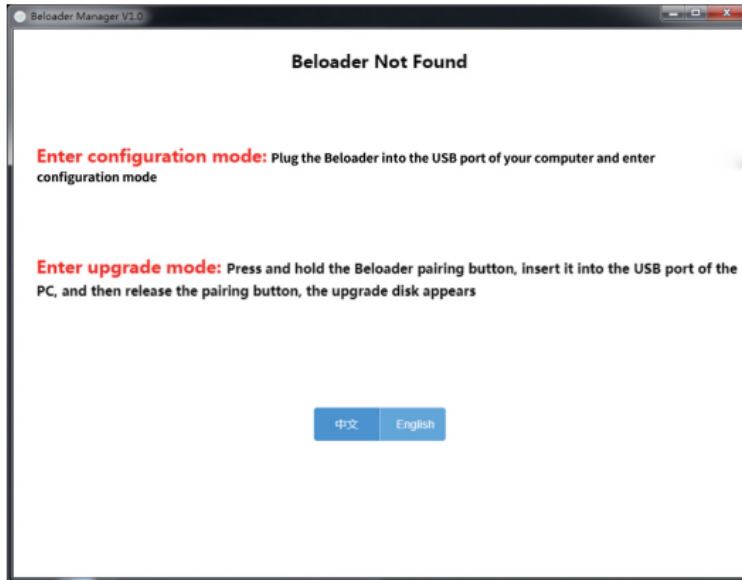 Beloader Manager V1.0
Beloader Not Found
Enter configuration mode: Plug the Beloader into the USB port of your computer and enter
configuration mode
Enter upgrade mode: Press and hold the Beloader pairing button, insert it into the USB port of the
PC, and then release the pairing button, the upgrade disk appears
中文 English